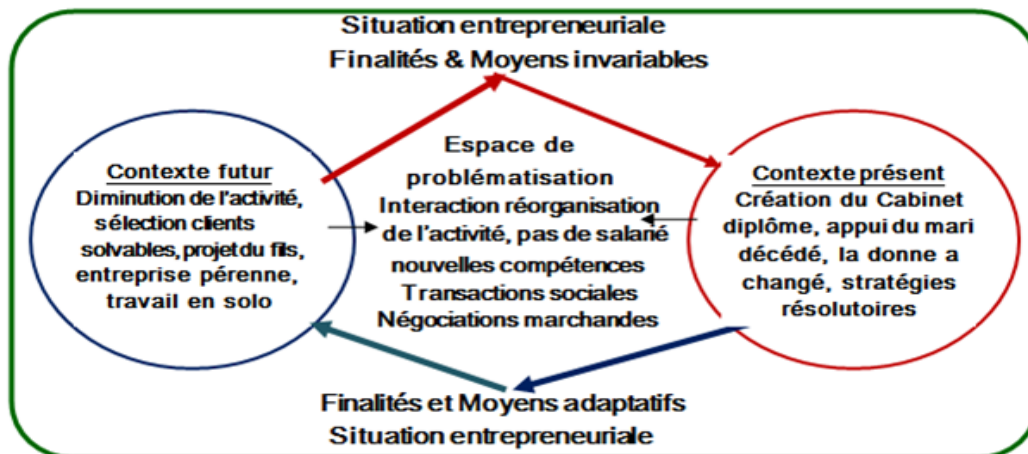 Situation entrepreneuriale
Finalités & Moyens invariables
Contexte futur
Diminution de l'activité,
sélection clients
solvables, projet du fils,
entreprise pérenne,
travail en solo
Espace de
problématisation
Interaction réorganisation
de l'activité, pas de salarié
nouvelles compétences
Transactions sociales
Négociations marchandes
Contexte présent
Création du Cabinet
diplôme, appui du mari
décédé, la donne a
changé, stratégies
résolutoires
Finalités et Moyens adaptatifs
Situation entrepreneuriale